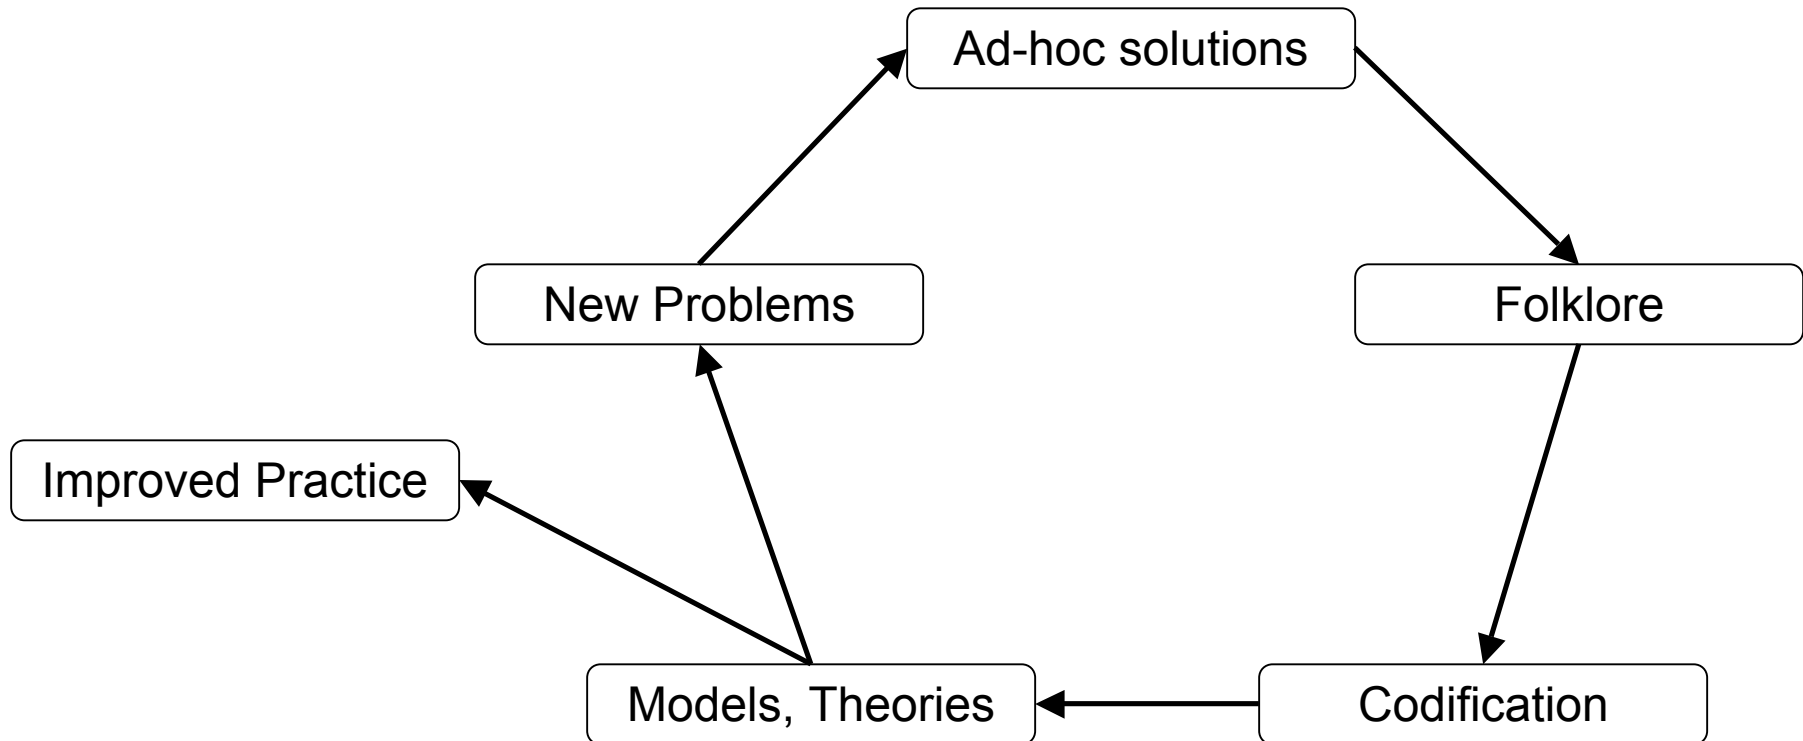 Ad-hoc solutions
New Problems
Folklore
Improved Practice
Models, Theories
Codification